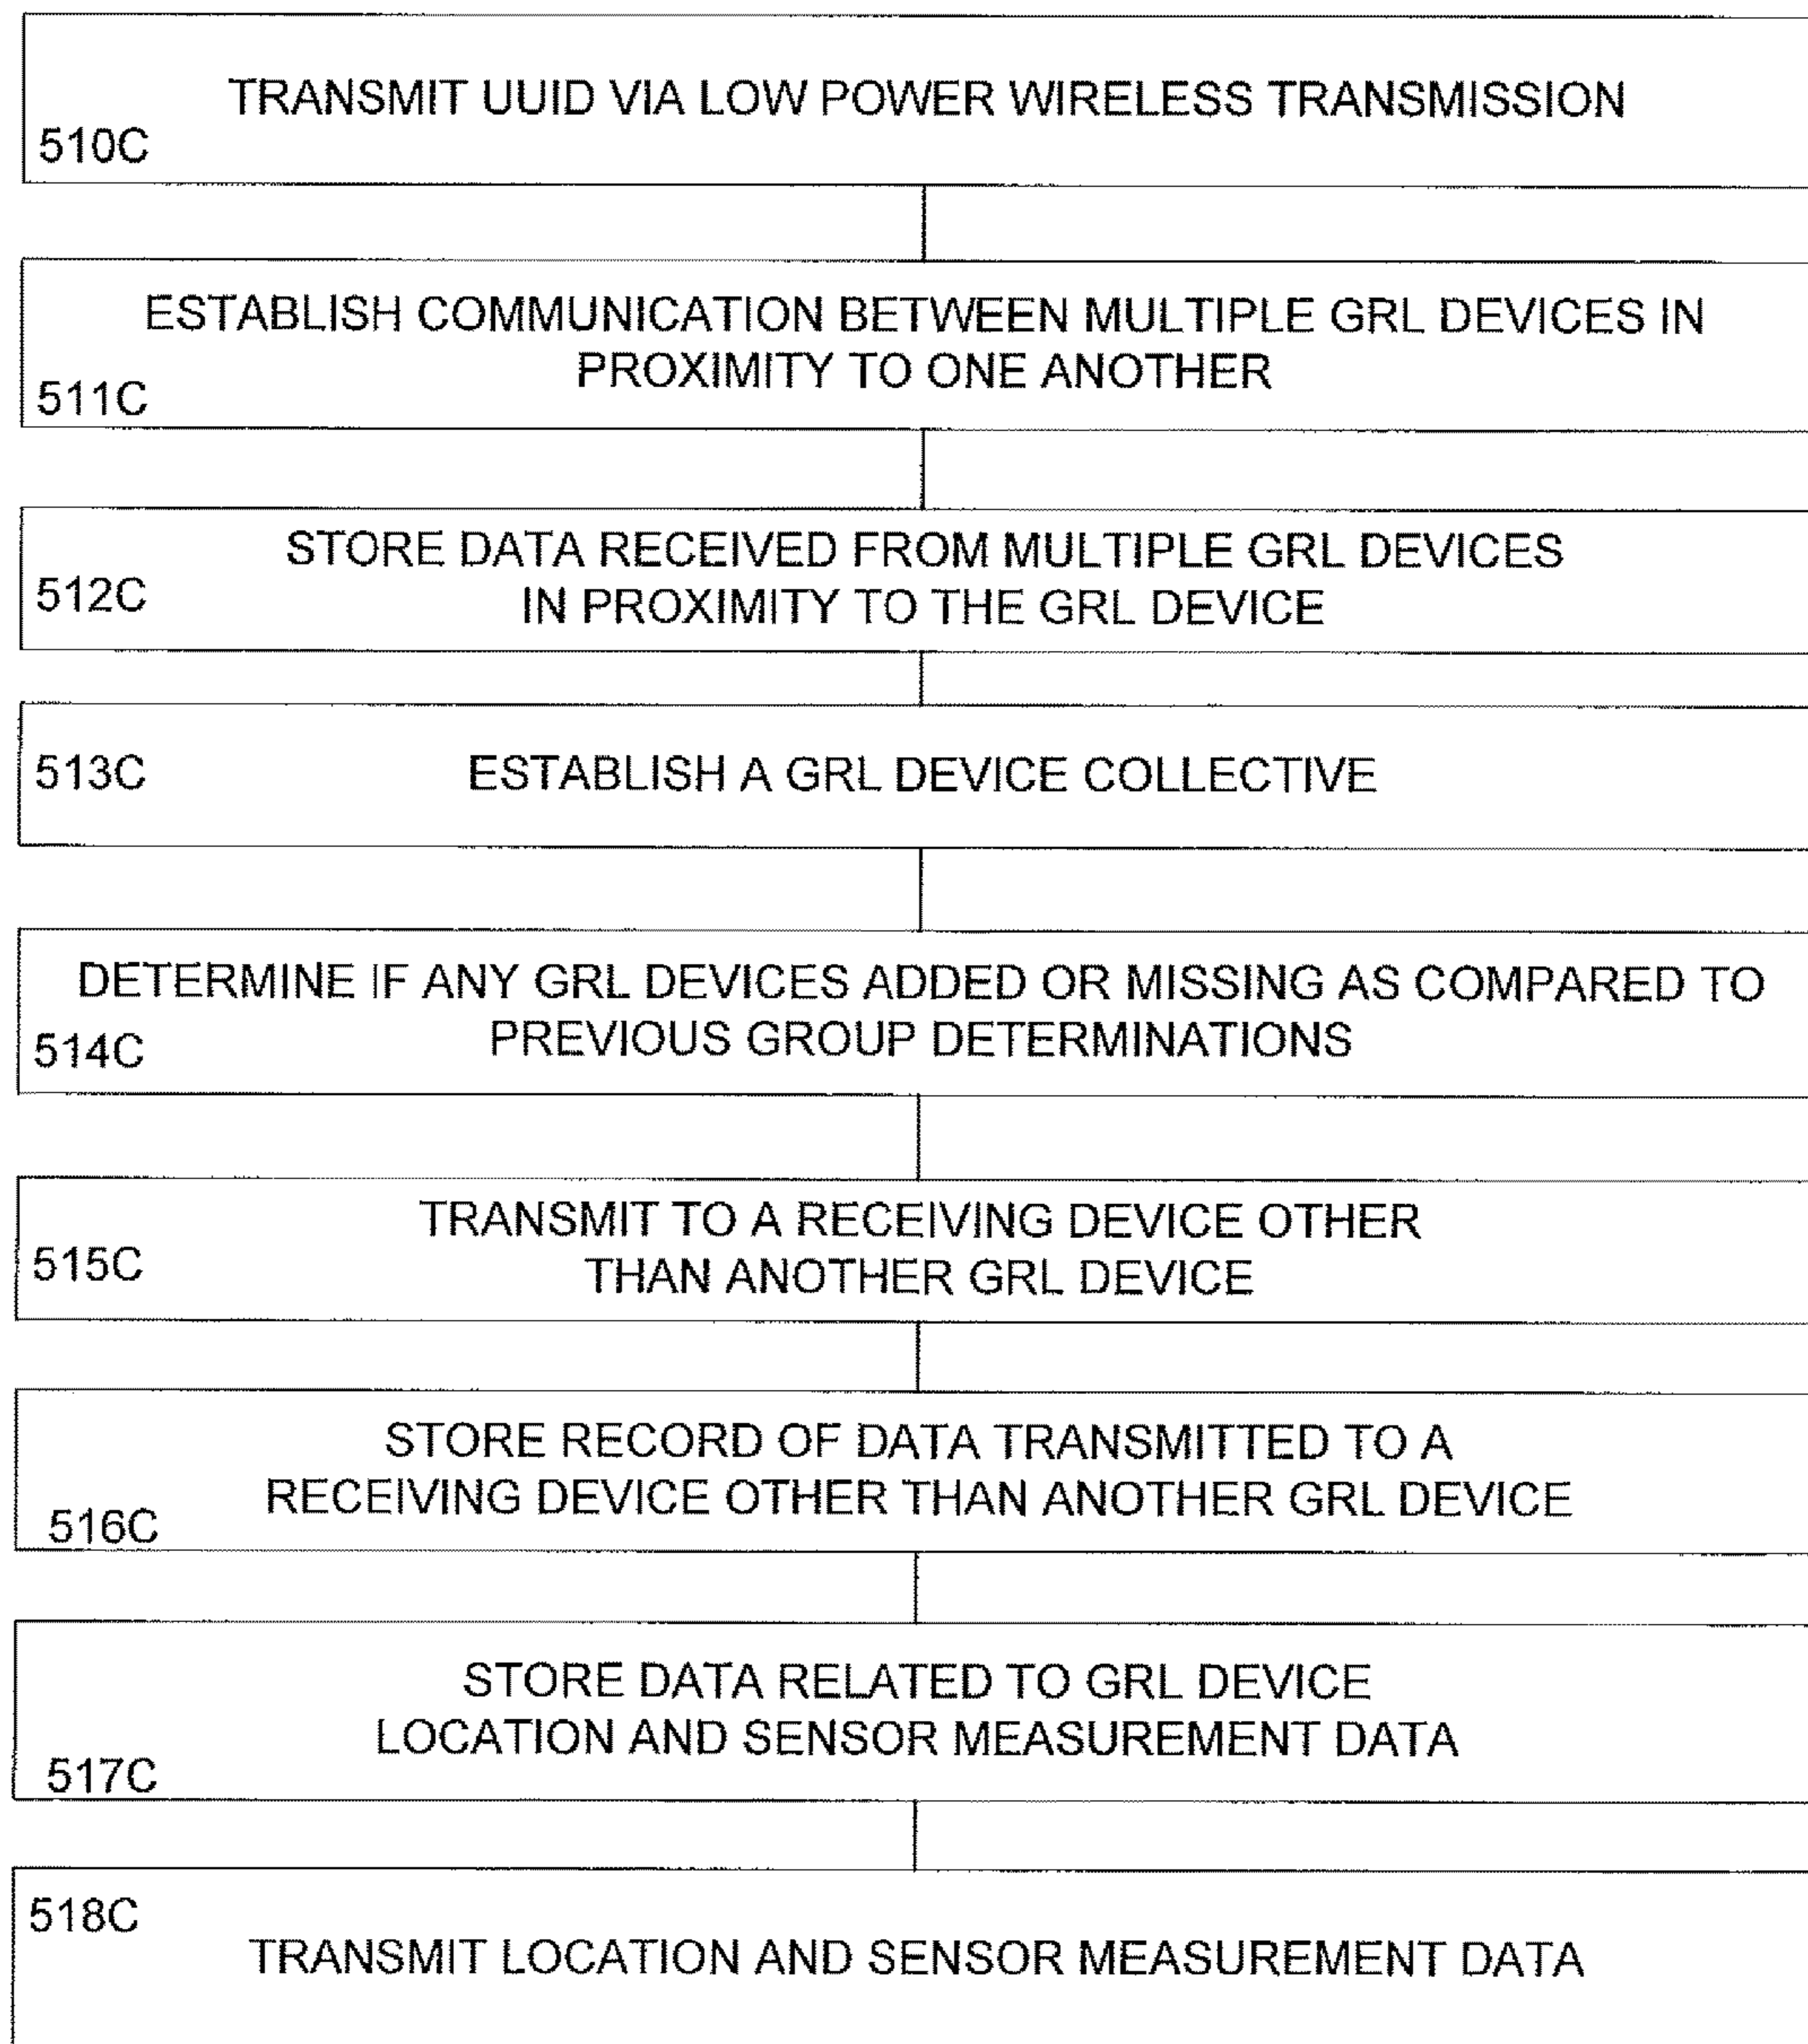 TRANSMIT UUID VIA LOW POWER WIRELESS TRANSMISSION
510C
ESTABLISH COMMUNICATION BETWEEN MULTIPLE GRL DEVICES IN
PROXIMITY TO ONE ANOTHER
511C
STORE DATA RECEIVED FROM MULTIPLE GRL DEVICES
512C
IN PROXIMITY TO THE GRL DEVICE
513C ESTABLISH A GRL DEVICE COLLECTIVE
DETERMINE IF ANY GRL DEVICES ADDED OR MISSING AS COMPARED TO
PREVIOUS GROUP DETERMINATIONS
514C
TRANSMIT TO A RECEIVING DEVICE OTHER
515C
THAN ANOTHER GRL DEVICE
STORE RECORD OF DATA TRANSMITTED TO A
RECEIVING DEVICE OTHER THAN ANOTHER GRL DEVICE
516C
STORE DATA RELATED TO GRL DEVICE
LOCATION AND SENSOR MEASUREMENT DATA
517C
518C
TRANSMIT LOCATION AND SENSOR MEASUREMENT DATA